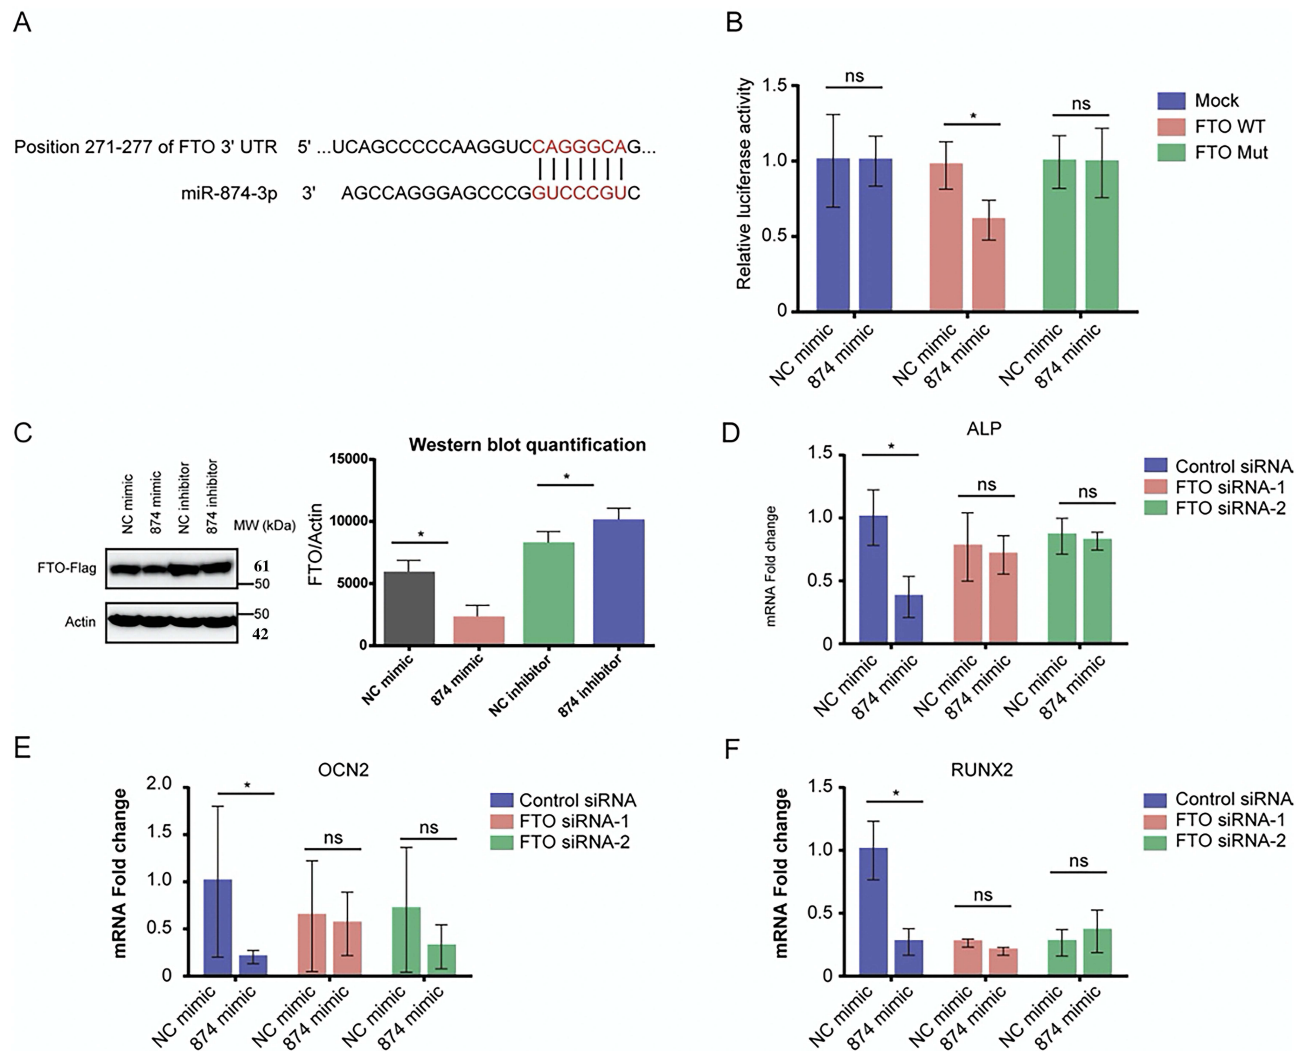 A
Position 271-277 of FTO 3' UTR 5' ...UCAGCCCCCAAGGUCCAGGGCAG...
miR-874-3p 3' AGCCAGGGAGCCCGGUCCCGUC
B
Relative luciferase activity
1.5
1.0
0.5
0
ns
*
ns
NC mimic
874 mimic
NC mimic
874 mimic
NC mimic
874 mimic
Mock
FTO WT
FTO Mut
C
NC mimic
874 mimic
NC inhibitor
874 inhibitor
MW (kDa)
FTO-Flag
61
50
Actin
50
42
Western blot quantification
FTO/Actin
15000
10000
5000
0
*
*
NC mimic
874 mimic
NC inhibitor
874 inhibitor
D
ALP
mRNA Fold change
1.5
1.0
0.5
0
*
ns
ns
NC mimic
874 mimic
NC mimic
874 mimic
NC mimic
874 mimic
Control siRNA
FTO siRNA-1
FTO siRNA-2
E
OCN2
mRNA Fold change
2.0
1.5
1.0
0.5
0
*
ns
ns
NC mimic
874 mimic
NC mimic
874 mimic
NC mimic
874 mimic
Control siRNA
FTO siRNA-1
FTO siRNA-2
F
RUNX2
mRNA Fold change
1.5
1.0
0.5
0
*
ns
ns
NC mimic
874 mimic
NC mimic
874 mimic
NC mimic
874 mimic
Control siRNA
FTO siRNA-1
FTO siRNA-2